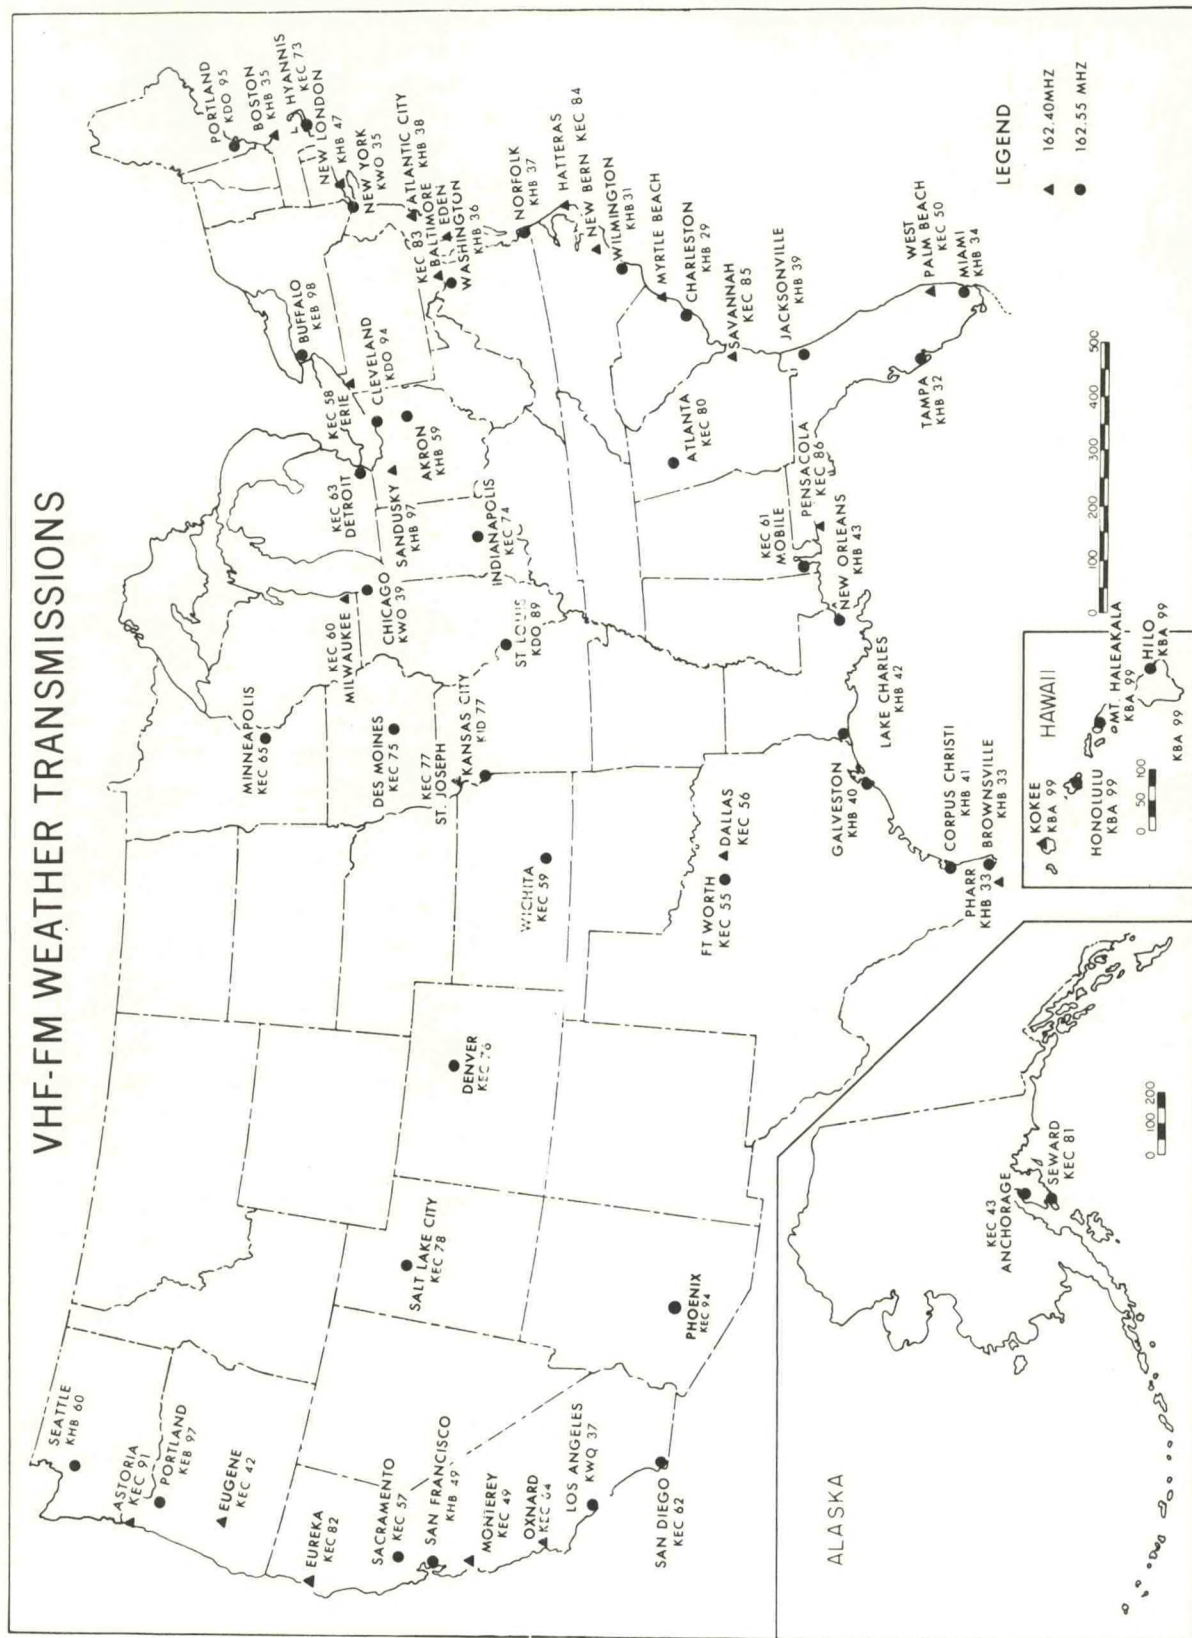 VHF-FM WEATHER TRANSMISSIONS
SEATTLE
KHB 60
ASTORIA
KEC 91
PORTLAND
KEB 97
EUGENE
KEC 42
EUREKA
KEC 82
SACRAMENTO
KEC 57
SAN FRANCISCO
KHB 49
MONTEREY
KEC 49
OXNARD
KEC 64
LOS ANGELES
KWQ 37
SAN DIEGO
KEC 62
SALT LAKE CITY
KEC 78
PHOENIX
KEC 94
DENVER
KEC 76
WICHITA
KEC 59
FT WORTH
KEC 55
DALLAS
KEC 56
MINNEAPOLIS
KEC 65
DES MOINES
KEC 75
KEC 77
ST. JOSEPH
KANSAS CITY
KID 77
ST LOUIS
KDO 89
KEC 60
MILWAUKEE
CHICAGO
KWO 39
INDIANAPOLIS
KEC 74
KEC 63
DETROIT
SANDUSKY
KHB 97
AKRON
KHB 59
CLEVELAND
KDO 94
KEC 58
ERIE
BUFFALO
KEB 98
PORTLAND
KDO 95
BOSTON
KHB 35
HYANNIS
KEC 73
NEW LONDON
KHB 47
NEW YORK
KWO 35
ATLANTIC CITY
KHB 38
KEC 83
BALTIMORE
EDEN
WASHINGTON
KHB 36
NORFOLK
KHB 37
HATTERAS
NEW BERN KEC 84
WILMINGTON
KHB 31
MYRTLE BEACH
CHARLESTON
KHB 29
SAVANNAH
KEC 85
JACKSONVILLE
KHB 39
ATLANTA
KEC 80
WEST
PALM BEACH
KEC 50
MIAMI
KHB 34
TAMPA
KHB 32
PENSACOLA
KEC 86
KEC 61
MOBILE
NEW ORLEANS
KHB 43
LAKE CHARLES
KHB 42
GALVESTON
KHB 40
CORPUS CHRISTI
KHB 41
BROWNSVILLE
KHB 33
PHARR
KHB 33
LEGEND
162.40MHZ
162.55 MHZ
0 100 200 300 400 500
HAWAII
KOKEE
KBA 99
HONOLULU
KBA 99
MT. HALEAKALA
KBA 99
HILO
KBA 99
KBA 99
0 50 100
ALASKA
KEC 43
ANCHORAGE
SEWARD
KEC 81
0 100 200